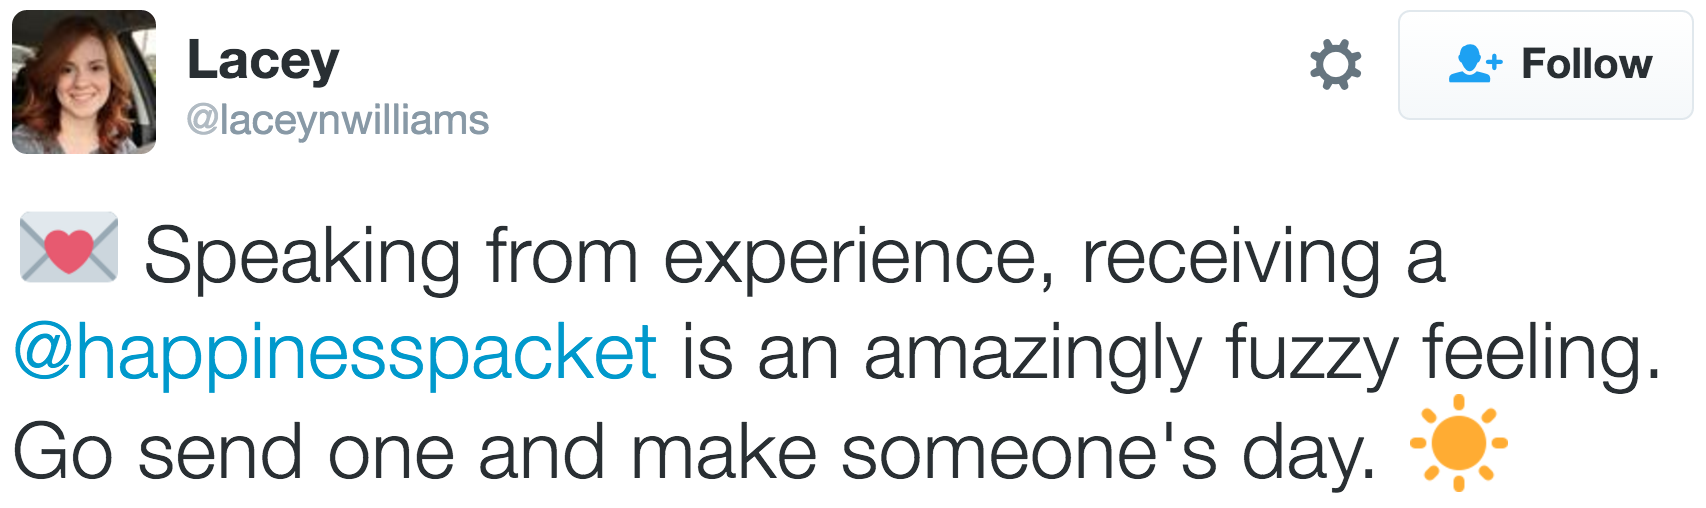 Lacey
@laceynwilliams
Follow
💌 Speaking from experience, receiving a
@happinesspacket is an amazingly fuzzy feeling.
Go send one and make someone's day. ☀️